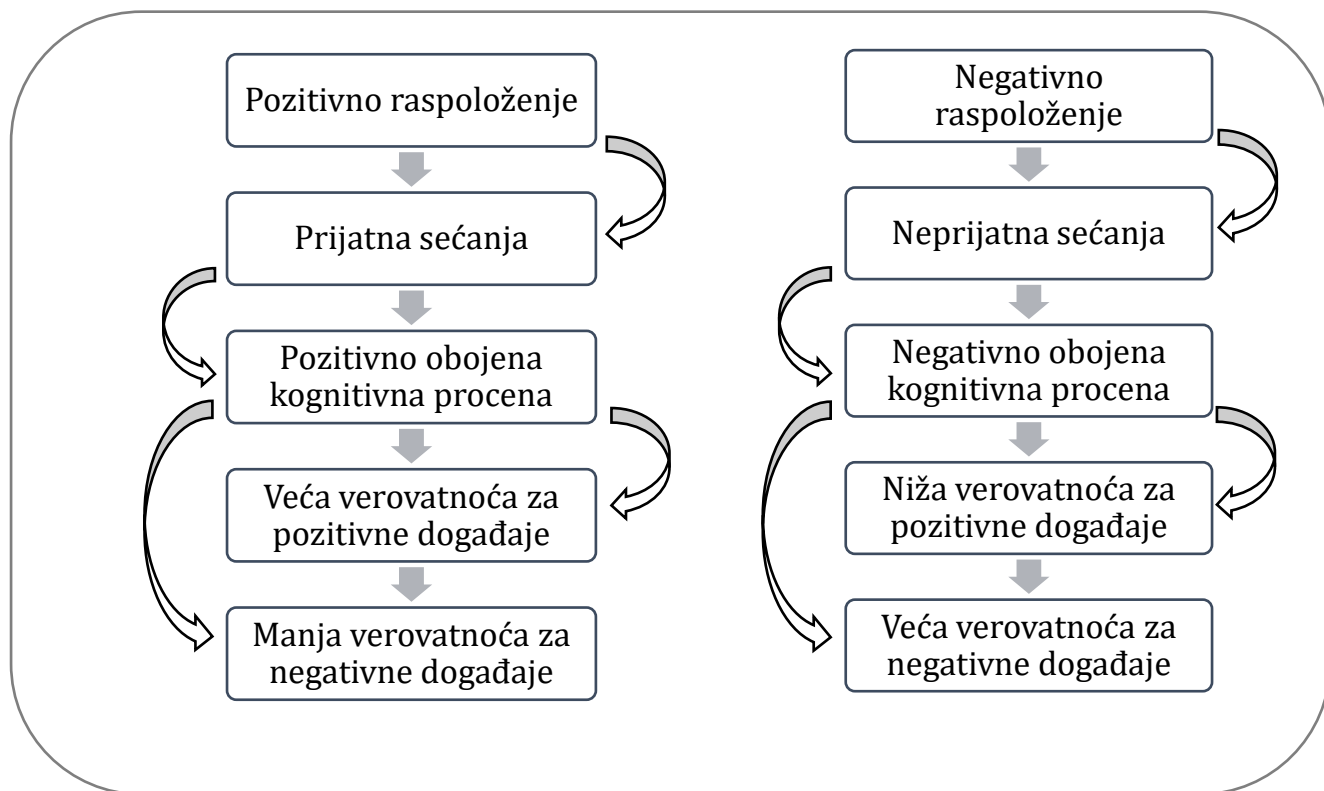 Pozitivno raspoloženje
Prijatna sećanja
Pozitivno obojena
kognitivna procena
Veća verovatnoća za
pozitivne događaje
Manja verovatnoća za
negativne događaje
Negativno
raspoloženje
Neprijatna sećanja
Negativno obojena
kognitivna procena
Niža verovatnoća za
pozitivne događaje
Veća verovatnoća za
negativne događaje